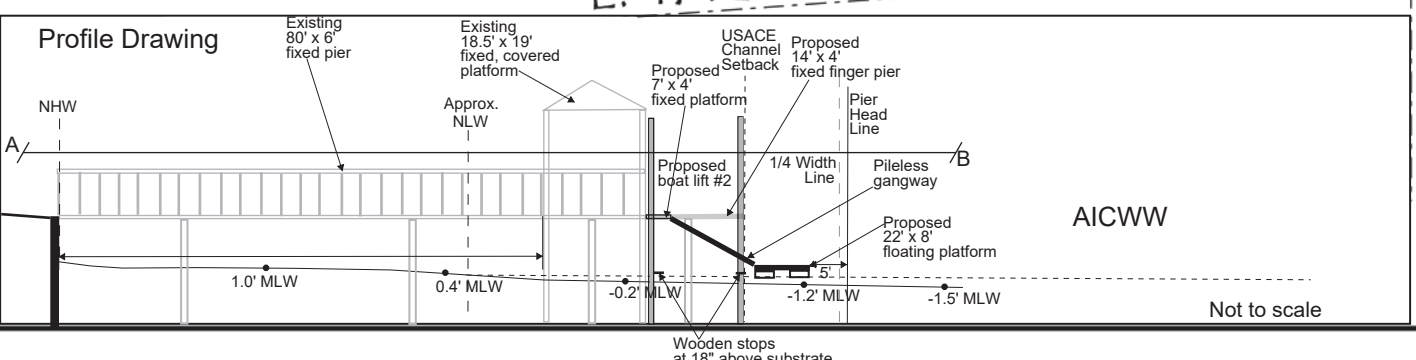 Profile Drawing
Existing
80' x 6'
fixed pier
Existing
18.5' x 19'
fixed, covered
platform
USACE
Channel
Setback
Proposed
14' x 4'
fixed finger pier
Proposed
7' x 4'
fixed platform
NHW
Approx.
NLW
Pier
Head
Line
A
B
Proposed
boat lift #2
1/4 Width
Line
Pileless
gangway
AICWW
Proposed
22' x 8'
floating platform
5'
1.0' MLW
0.4' MLW
-0.2' MLW
-1.2' MLW
-1.5' MLW
Not to scale
Wooden stops
at 18" above substrate